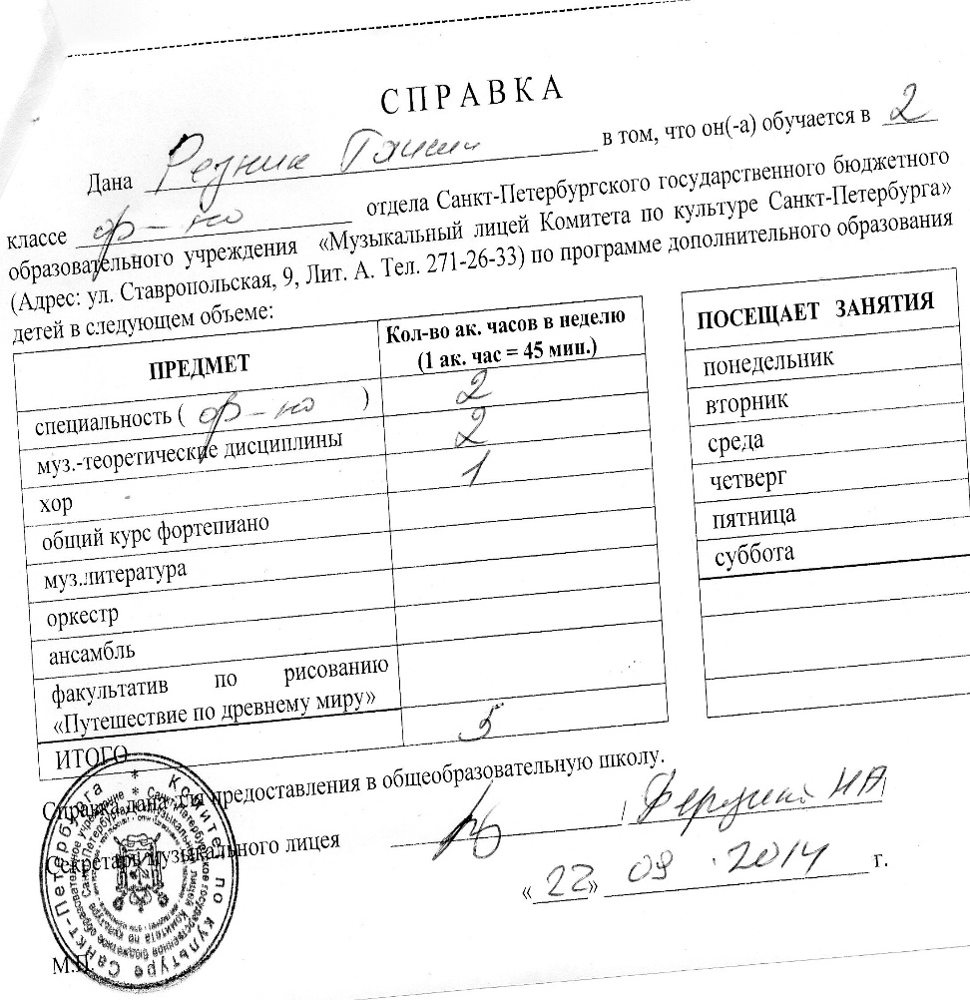 СПРАВКА
Дана Резник в том, что он(-а) обучается в 2
классе ф-но отдела Санкт-Петербургского государственного бюджетного
образовательного учреждения «Музыкальный лицей Комитета по культуре Санкт-Петербурга»
(Адрес: ул. Ставропольская, 9, Лит. А. Тел. 271-26-33) по программе дополнительного образования
детей в следующем объеме:
ПРЕДМЕТ Кол-во ак. часов в неделю
(1 ак. час = 45 мин.)
специальность ( ф-но ) 2
муз.-теоретические дисциплины 2
хор 1
общий курс фортепиано
муз.литература
оркестр
ансамбль
факультатив по рисованию
«Путешествие по древнему миру»
ИТОГО 5
ПОСЕЩАЕТ ЗАНЯТИЯ
понедельник
вторник
среда
четверг
пятница
суббота
Справка дана для предоставления в общеобразовательную школу.
Секретарь музыкального лицея
«22» 09 . 2014 г.
М.П.
Комитет по культуре Санкт-Петербурга